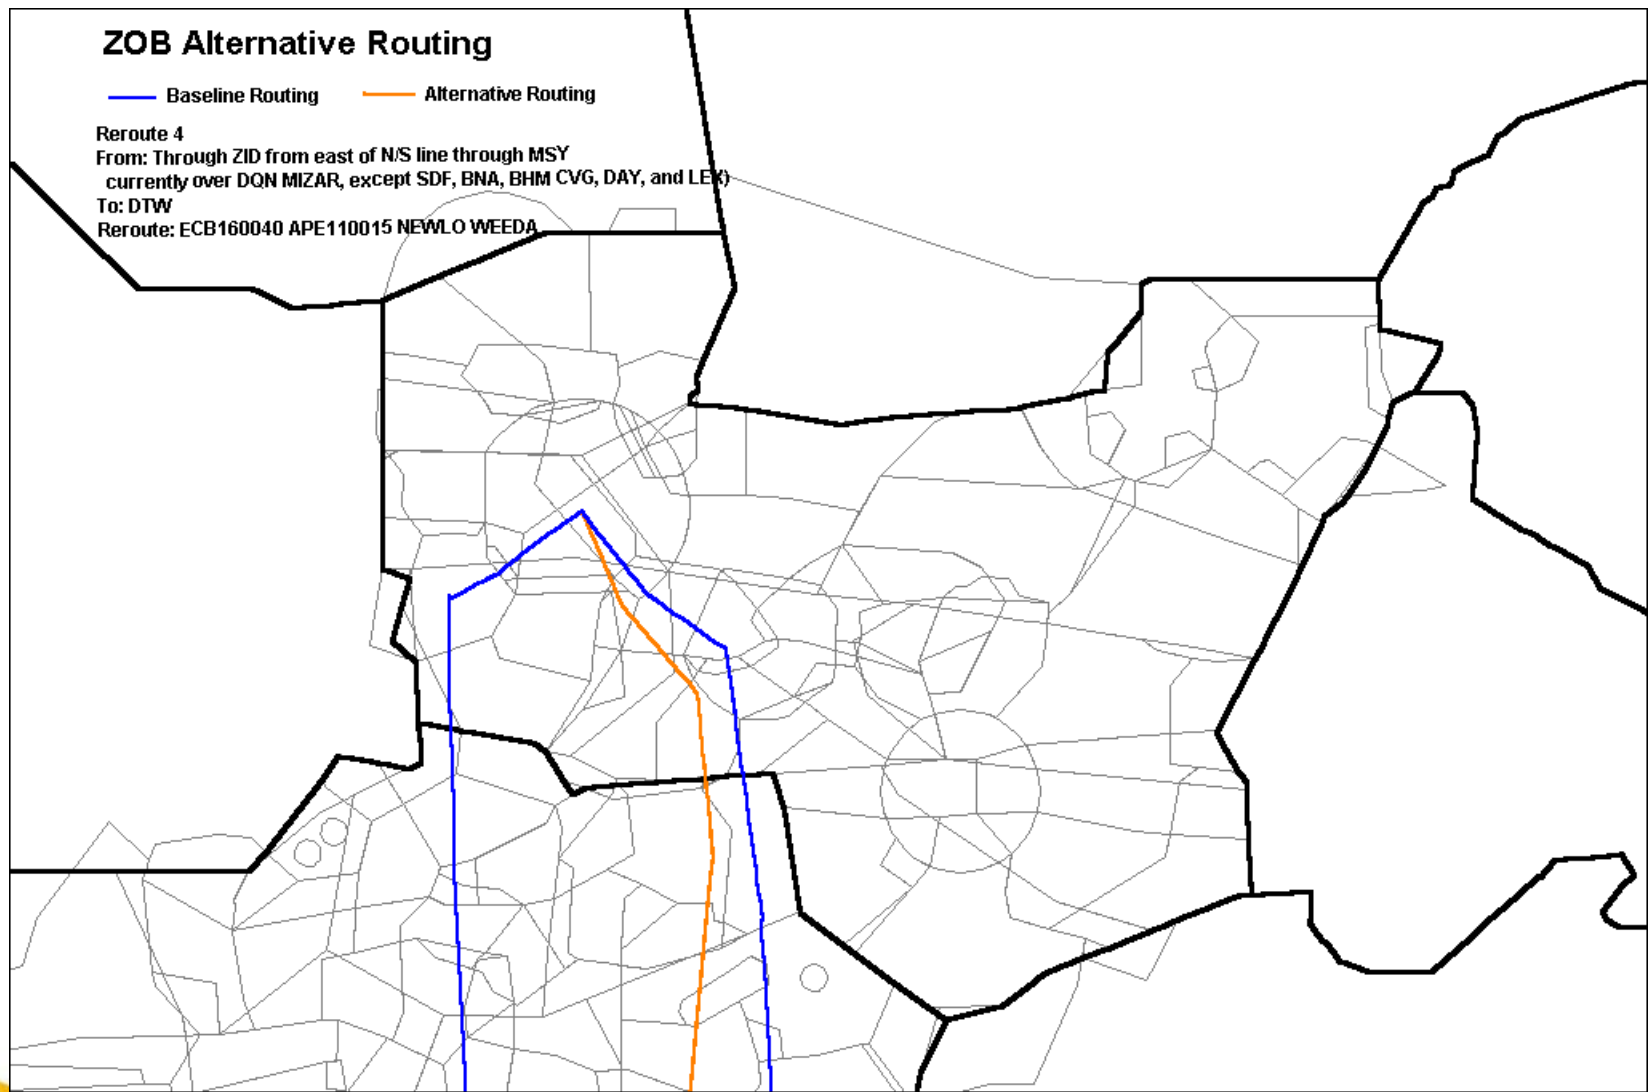 ZOB Alternative Routing
Baseline Routing Alternative Routing
Reroute 4
From: Through ZID from east of N/S line through MSY
currently over DQN MIZAR, except SDF, BNA, BHM CVG, DAY, and LEX)
To: DTW
Reroute: ECB160040 APE110015 NEWLO WEEDA